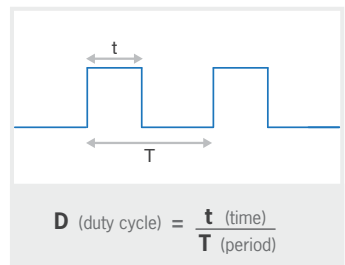 t
T
D (duty cycle) = t (time)
T (period)